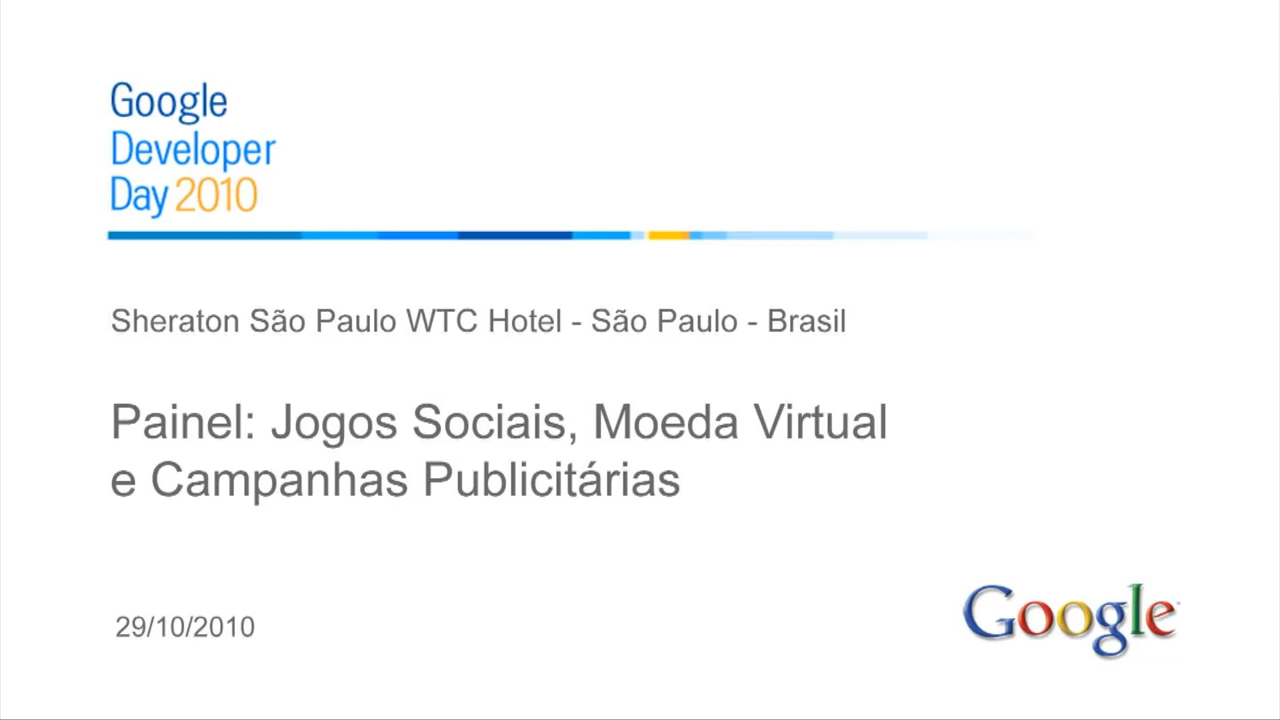 Google
Developer
Day 2010
Sheraton São Paulo WTC Hotel - São Paulo - Brasil
Painel: Jogos Sociais, Moeda Virtual
e Campanhas Publicitárias
29/10/2010
Google